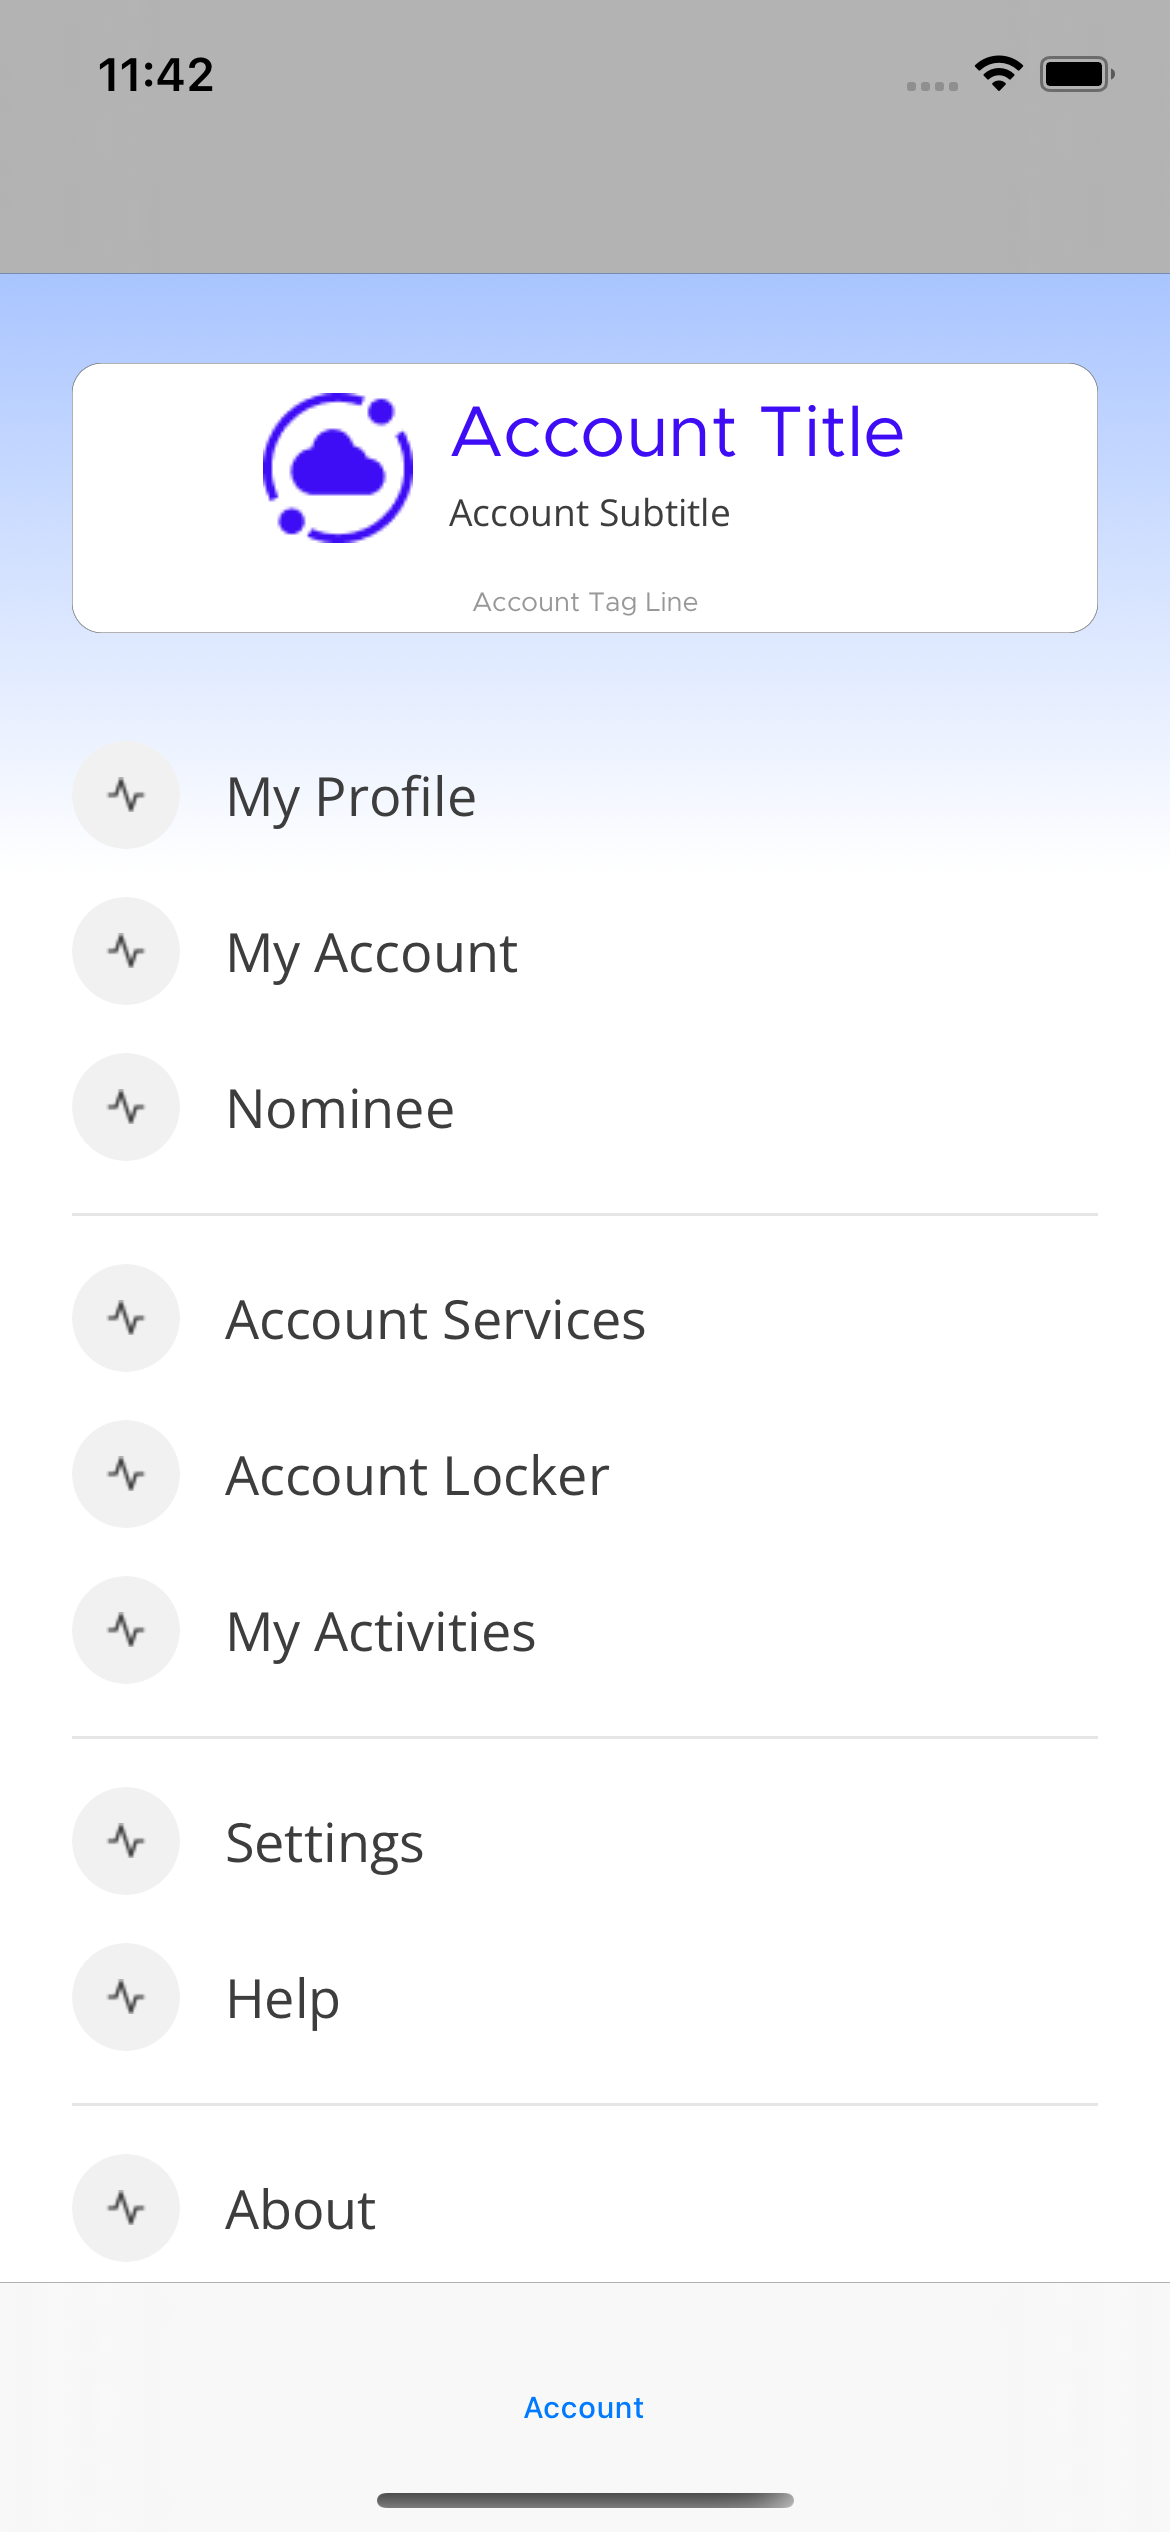 11:42
Account Title
Account Subtitle
Account Tag Line
My Profile
My Account
Nominee
Account Services
Account Locker
My Activities
Settings
Help
About
Account